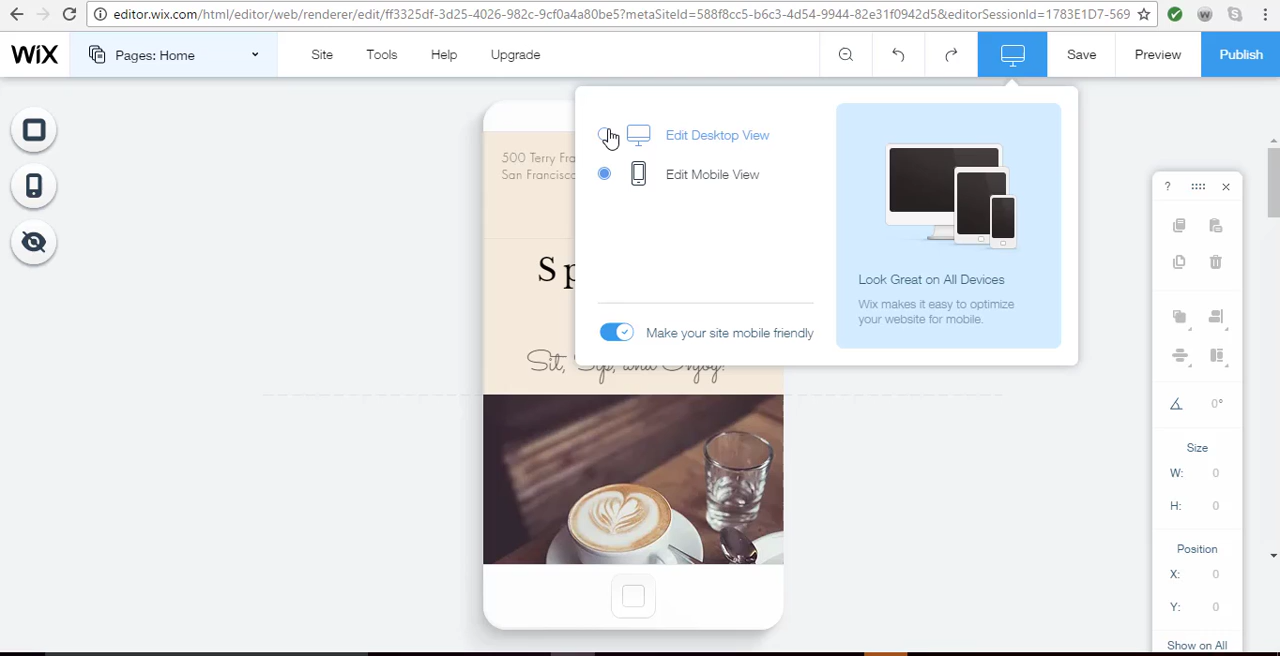 editor.wix.com/html/editor/web/renderer/edit/ff3325df-3d25-4026-982c-9cf0a4a80be5?metaSiteId=588f8cc5-b6c3-4d54-9944-82e31f0942d5&editorSessionId=1783E1D7-569
WiX
Pages: Home
Site
Tools
Help
Upgrade
Save
Preview
Publish
500 Terry Fra
San Francisco
Sp
Sit, Sip, and Enjoy!
Edit Desktop View
Edit Mobile View
Make your site mobile friendly
Look Great on All Devices
Wix makes it easy to optimize
your website for mobile.
?
0°
Size
W: 0
H: 0
Position
X: 0
Y: 0
Show on All